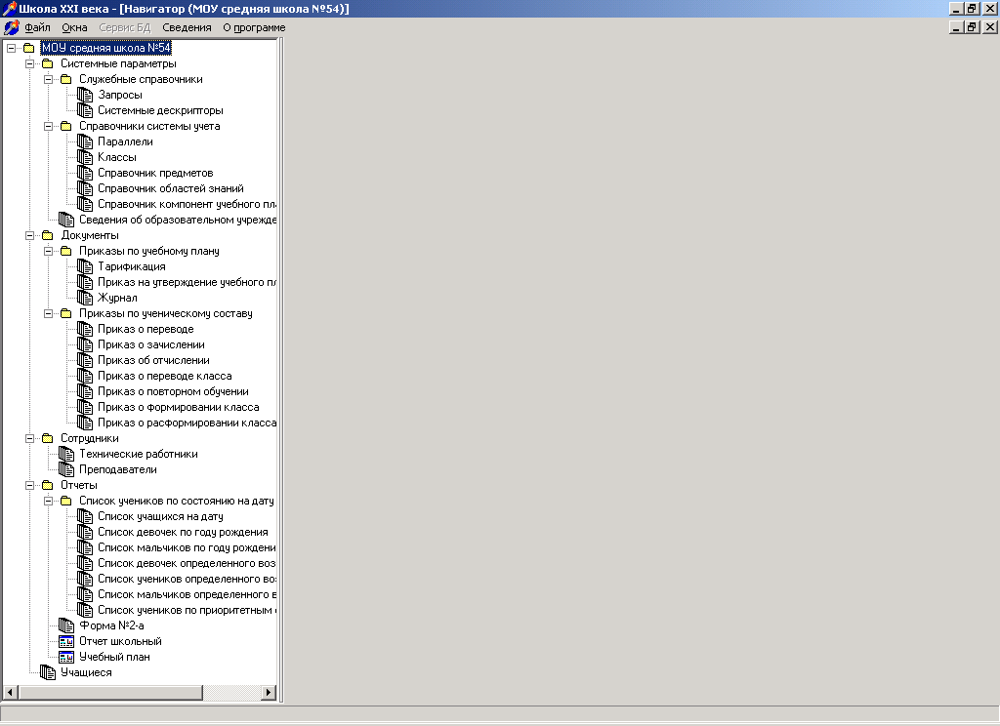 Школа XXI века - [Навигатор (МОУ средняя школа №54)]
Файл Окна Сервис БД Сведения О программе
МОУ средняя школа №54
Системные параметры
Служебные справочники
Запросы
Системные дескрипторы
Справочники системы учета
Параллели
Классы
Справочник предметов
Справочник областей знаний
Справочник компонент учебного пл
Сведения об образовательном учрежде
Документы
Приказы по учебному плану
Тарификация
Приказ на утверждение учебного пл
Журнал
Приказы по ученическому составу
Приказ о переводе
Приказ о зачислении
Приказ об отчислении
Приказ о переводе класса
Приказ о повторном обучении
Приказ о формировании класса
Приказ о расформировании класса
Сотрудники
Технические работники
Преподаватели
Отчеты
Список учеников по состоянию на дату
Список учащихся на дату
Список девочек по году рождения
Список мальчиков по году рождени
Список девочек определенного воз
Список учеников определенного воз
Список мальчиков определенного в
Список учеников по приоритетным
Форма №2-а
Отчет школьный
Учебный план
Учащиеся